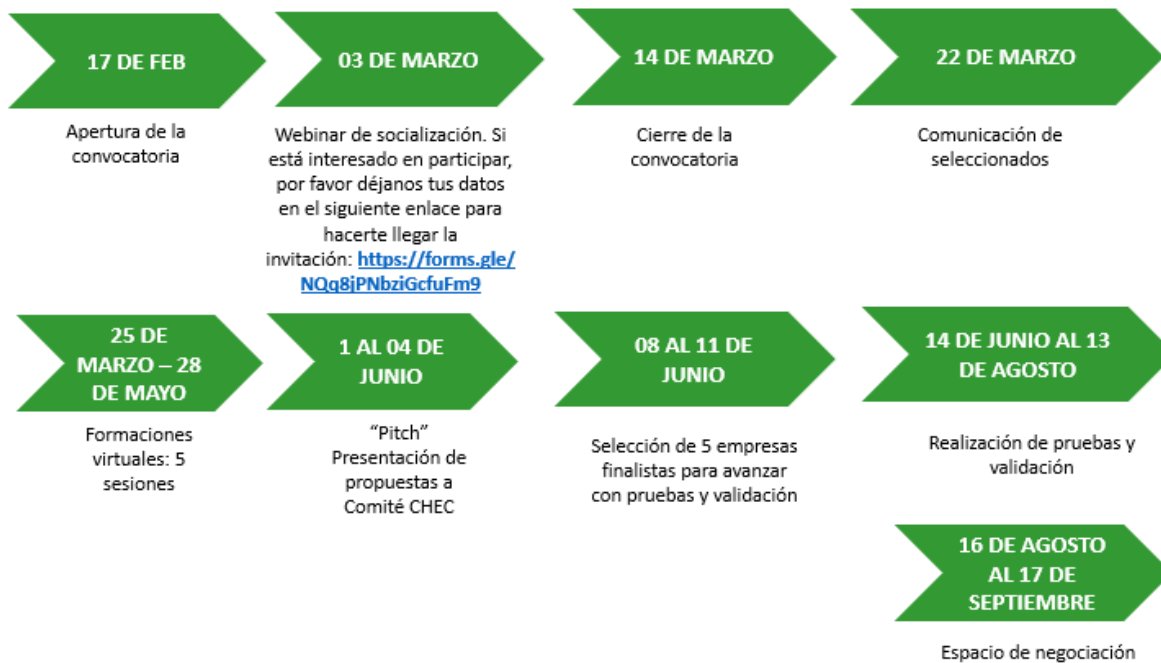 17 DE FEB
Apertura de la
convocatoria
03 DE MARZO
Webinar de socialización. Si
está interesado en participar,
por favor déjanos tus datos
en el siguiente enlace para
hacerte llegar la
invitación: https://forms.gle/
NQq8jPNbziGcfuFm9
14 DE MARZO
Cierre de la
convocatoria
22 DE MARZO
Comunicación de
seleccionados
25 DE
MARZO – 28
DE MAYO
Formaciones
virtuales: 5
sesiones
1 AL 04 DE
JUNIO
“Pitch”
Presentación de
propuestas a
Comité CHEC
08 AL 11 DE
JUNIO
Selección de 5 empresas
finalistas para avanzar
con pruebas y validación
14 DE JUNIO AL 13
DE AGOSTO
Realización de pruebas y
validación
16 DE AGOSTO
AL 17 DE
SEPTIEMBRE
Espacio de negociación